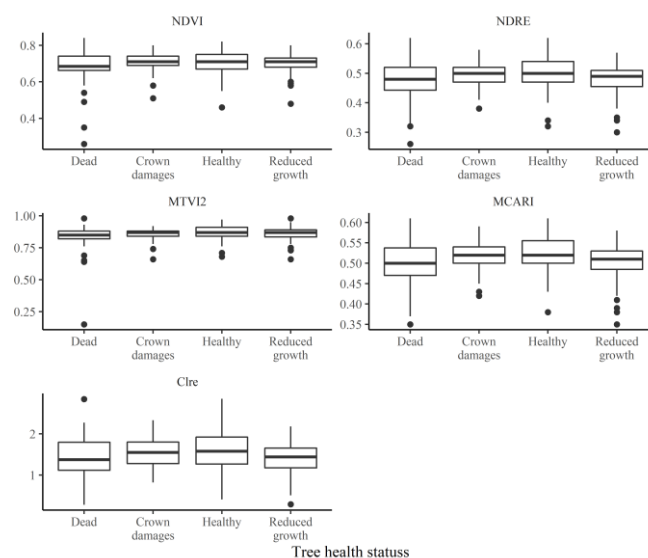 NDVI
0.8
0.6
0.4
Dead
Crown
damages
Healthy
Reduced
growth
NDRE
0.6
0.5
0.4
0.3
Dead
Crown
damages
Healthy
Reduced
growth
MTVI2
1.00
0.75
0.50
0.25
Dead
Crown
damages
Healthy
Reduced
growth
MCARI
0.60
0.55
0.50
0.45
0.40
0.35
Dead
Crown
damages
Healthy
Reduced
growth
Clre
2
1
Dead
Crown
damages
Healthy
Reduced
growth
Tree health statuss